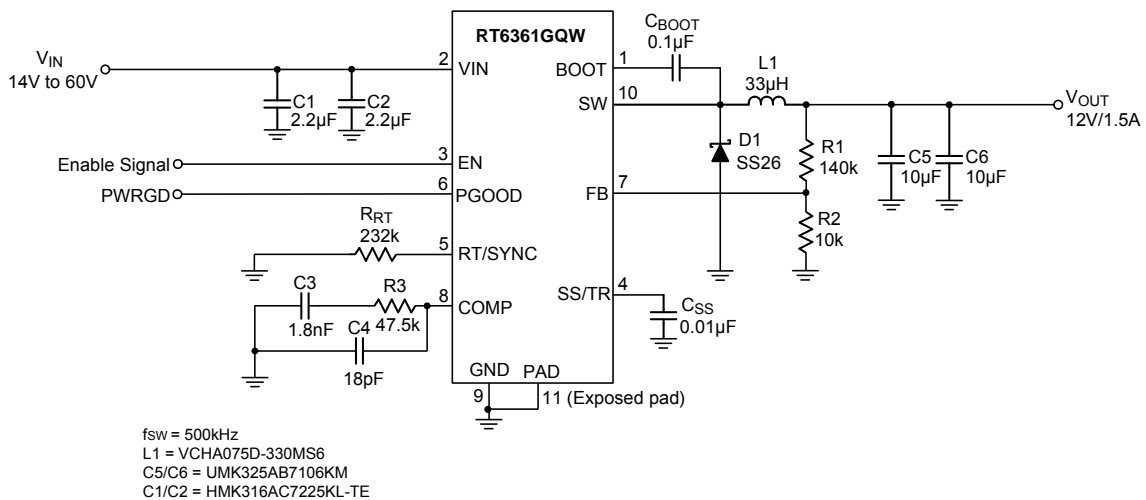 RT6361GQW
VIN
14V to 60V
2
VIN
C1
2.2µF
C2
2.2µF
Enable Signal
3
EN
PWRGD
6
PGOOD
RRT
232k
5
RT/SYNC
C3
1.8nF
R3
47.5k
8
COMP
C4
18pF
BOOT
1
CBOOT
0.1µF
SW
10
L1
33µH
VOUT
12V/1.5A
D1
SS26
R1
140k
C5
10µF
C6
10µF
FB
7
R2
10k
SS/TR
4
CSS
0.01µF
GND
PAD
9
11 (Exposed pad)
fSW = 500kHz
L1 = VCHA075D-330MS6
C5/C6 = UMK325AB7106KM
C1/C2 = HMK316AC7225KL-TE